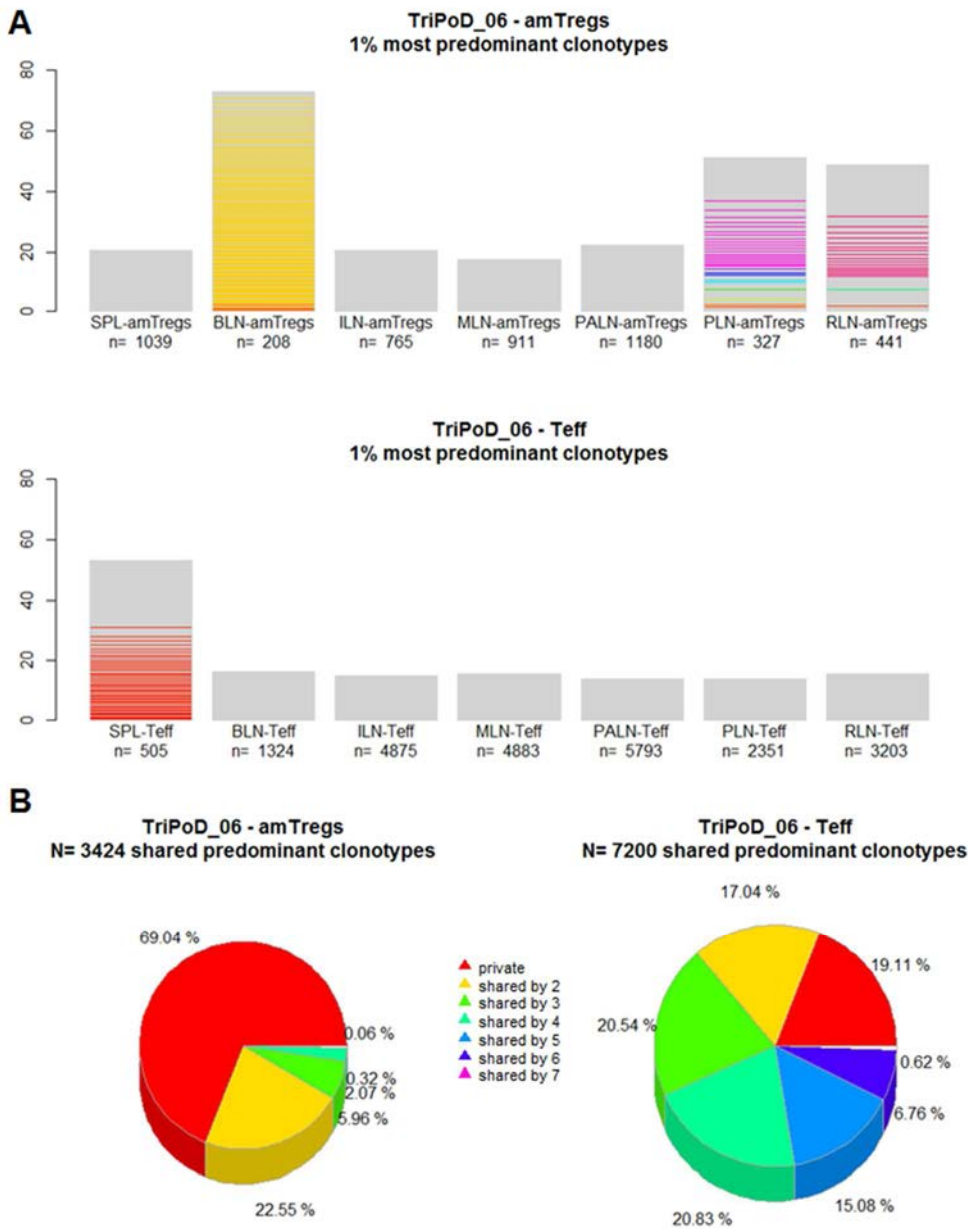 A
TriPoD_06 - amTregs
1% most predominant clonotypes
80
60
40
20
0
SPL-amTregs BLN-amTregs ILN-amTregs MLN-amTregs PALN-amTregs PLN-amTregs RLN-amTregs
n= 1039 n= 208 n= 765 n= 911 n= 1180 n= 327 n= 441
TriPoD_06 - Teff
1% most predominant clonotypes
80
60
40
20
0
SPL-Teff BLN-Teff ILN-Teff MLN-Teff PALN-Teff PLN-Teff RLN-Teff
n= 505 n= 1324 n= 4875 n= 4883 n= 5793 n= 2351 n= 3203
B
TriPoD_06 - amTregs
N= 3424 shared predominant clonotypes
69.04 %
0.06 %
0.32 %
2.07 %
5.96 %
22.55 %
private
shared by 2
shared by 3
shared by 4
shared by 5
shared by 6
shared by 7
TriPoD_06 - Teff
N= 7200 shared predominant clonotypes
17.04 %
19.11 %
20.54 %
0.62 %
6.76 %
15.08 %
20.83 %